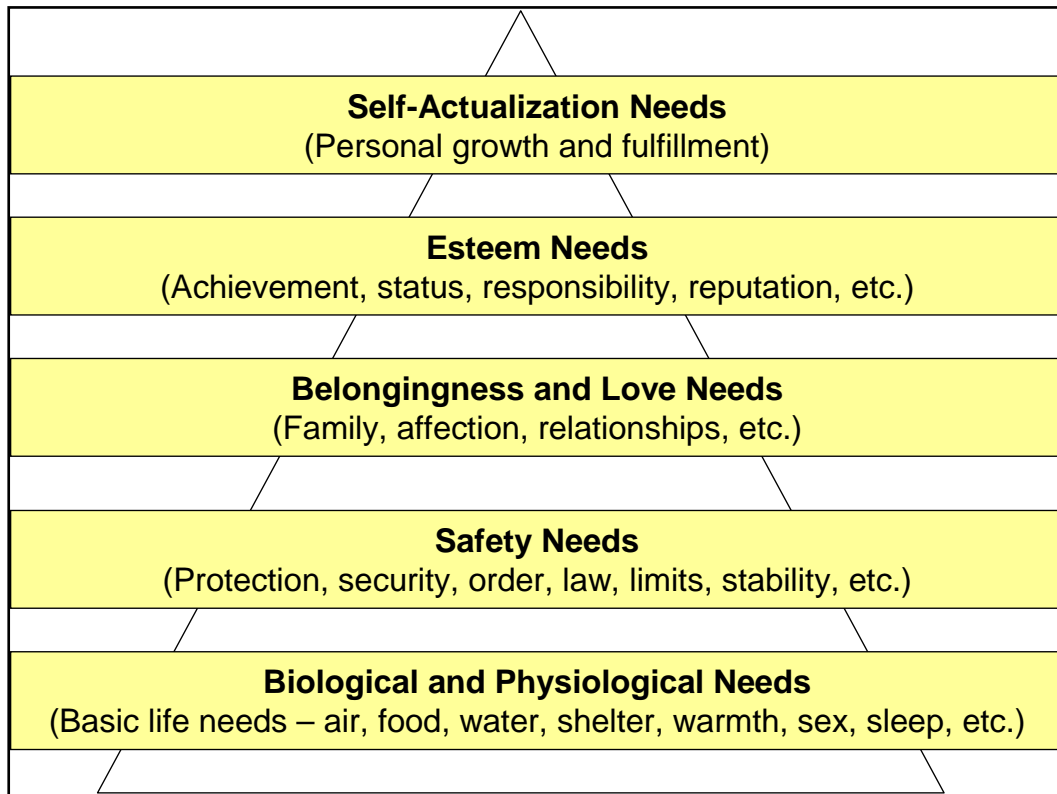 Self-Actualization Needs
(Personal growth and fulfillment)
Esteem Needs
(Achievement, status, responsibility, reputation, etc.)
Belongingness and Love Needs
(Family, affection, relationships, etc.)
Safety Needs
(Protection, security, order, law, limits, stability, etc.)
Biological and Physiological Needs
(Basic life needs – air, food, water, shelter, warmth, sex, sleep, etc.)